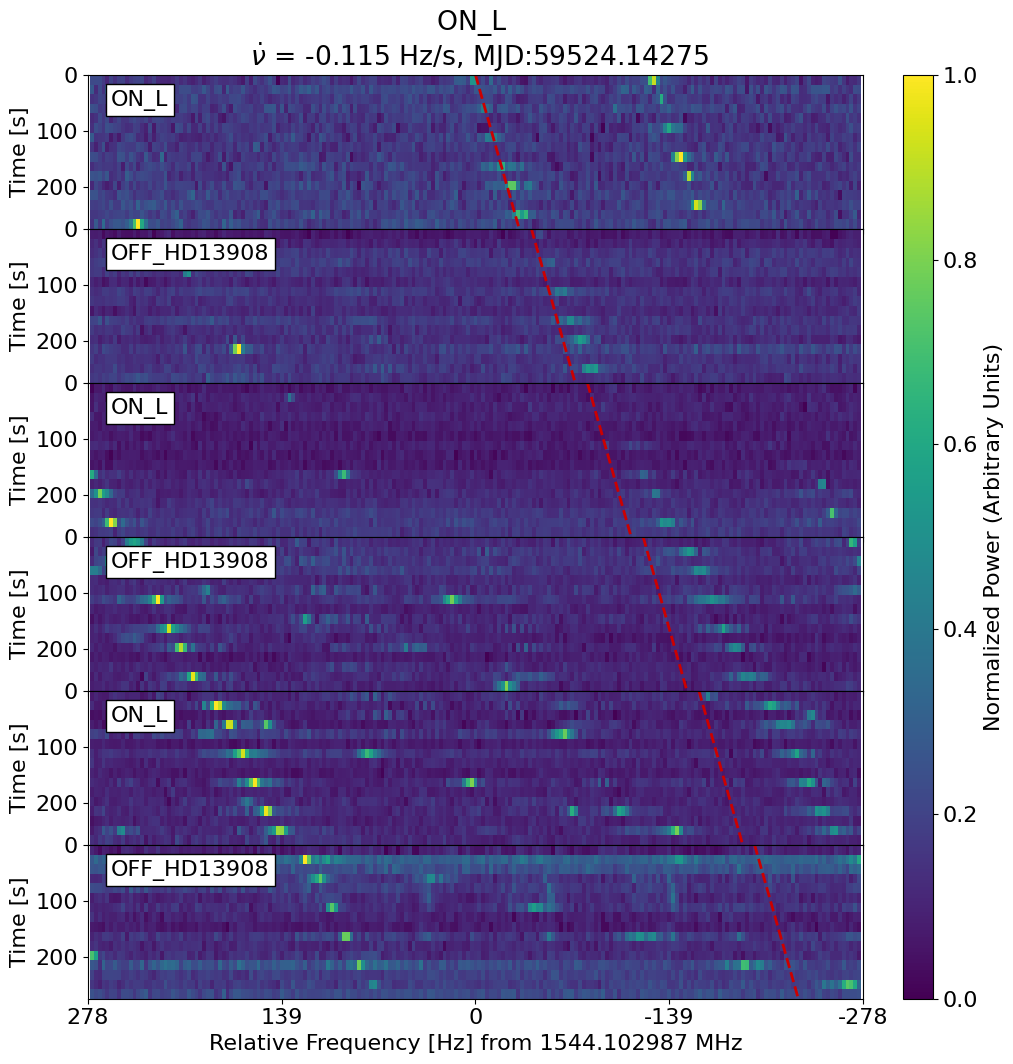 ON_L
ν̇ = -0.115 Hz/s, MJD:59524.14275
0
100
200
Time [s]
ON_L
0
100
200
Time [s]
OFF_HD13908
0
100
200
Time [s]
ON_L
0
100
200
Time [s]
OFF_HD13908
0
100
200
Time [s]
ON_L
0
100
200
Time [s]
OFF_HD13908
278 139 0 -139 -278
Relative Frequency [Hz] from 1544.102987 MHz
1.0
0.8
0.6
0.4
0.2
0.0
Normalized Power (Arbitrary Units)